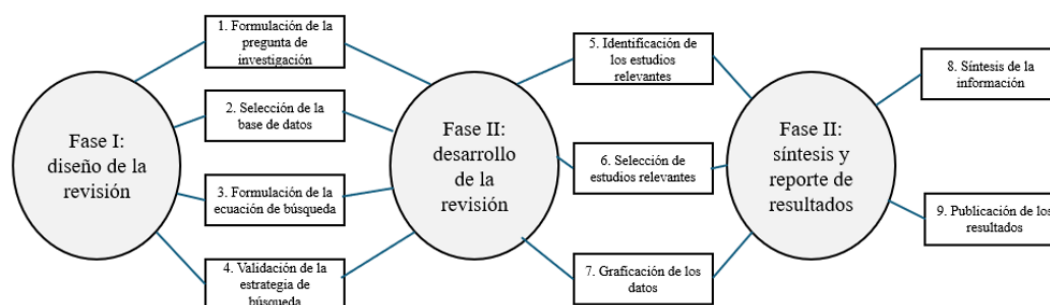 Fase I:
diseño de la
revisión
1. Formulación de la
pregunta de
investigación
2. Selección de la
base de datos
3. Formulación de la
ecuación de búsqueda
4. Validación de la
estrategia de
búsqueda
Fase II:
desarrollo
de la
revisión
5. Identificación de
los estudios
relevantes
6. Selección de
estudios relevantes
7. Graficación de los
datos
Fase II:
síntesis y
reporte de
resultados
8. Síntesis de la
información
9. Publicación de los
resultados